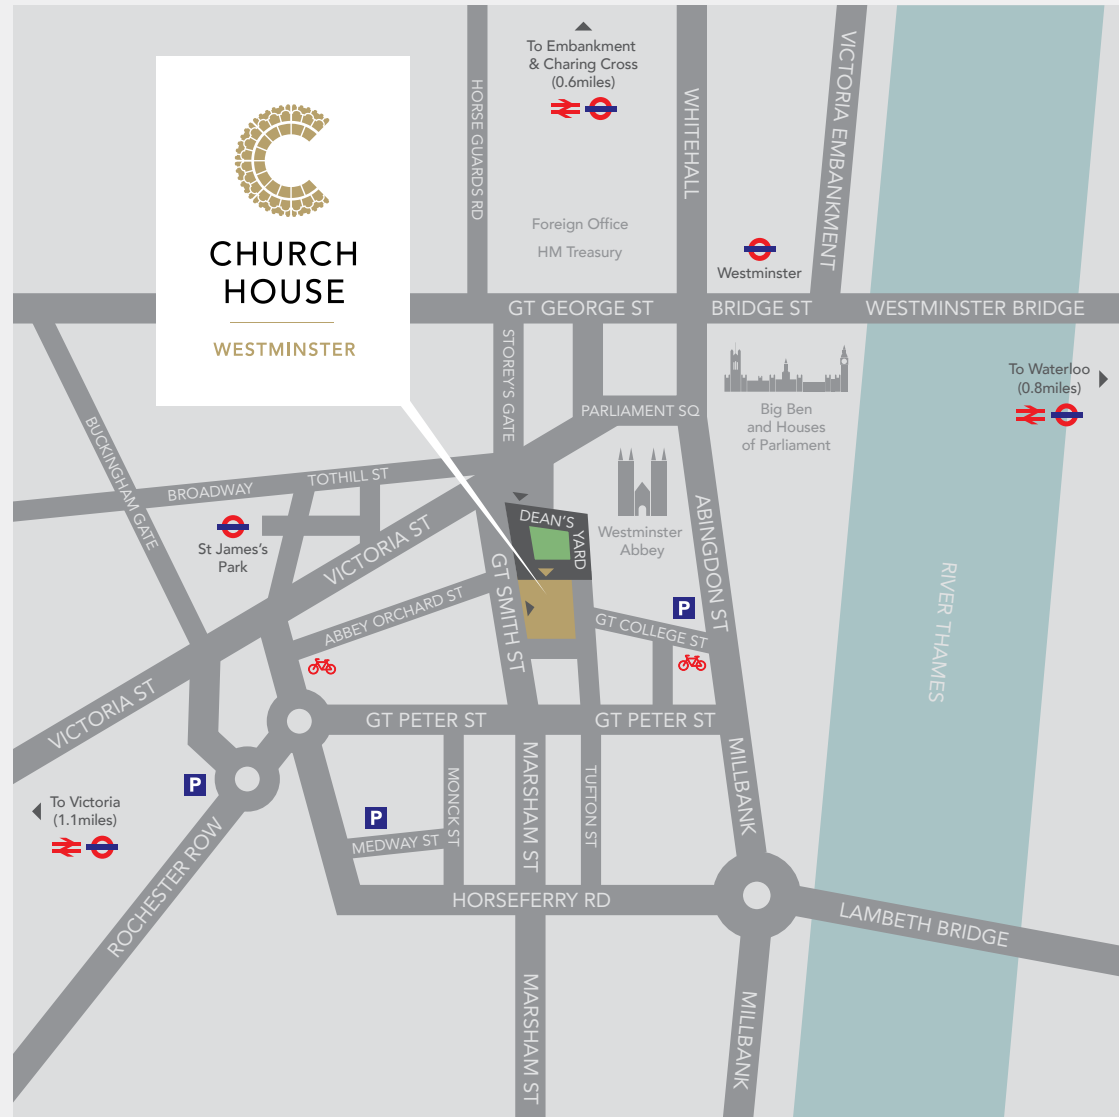 To Embankment
& Charing Cross
(0.6miles)
HORSE GUARDS RD
WHITEHALL
VICTORIA EMBANKMENT
CHURCH
HOUSE
WESTMINSTER
Foreign Office
HM Treasury
Westminster
GT GEORGE ST
BRIDGE ST
WESTMINSTER BRIDGE
STOREY'S GATE
To Waterloo
(0.8miles)
PARLIAMENT SQ
Big Ben
and Houses
of Parliament
BUCKINGHAM GATE
BROADWAY
TOTHILL ST
St James's
Park
VICTORIA ST
DEAN'S
YARD
Westminster
Abbey
ABINGDON ST
RIVER THAMES
GT SMITH ST
ABBEY ORCHARD ST
P
GT COLLEGE ST
VICTORIA ST
GT PETER ST
GT PETER ST
P
To Victoria
(1.1miles)
P
MONCK ST
MARSHAM ST
TUFTON ST
MILLBANK
MEDWAY ST
ROCHESTER ROW
HORSEFERRY RD
LAMBETH BRIDGE
MARSHAM ST
MILLBANK